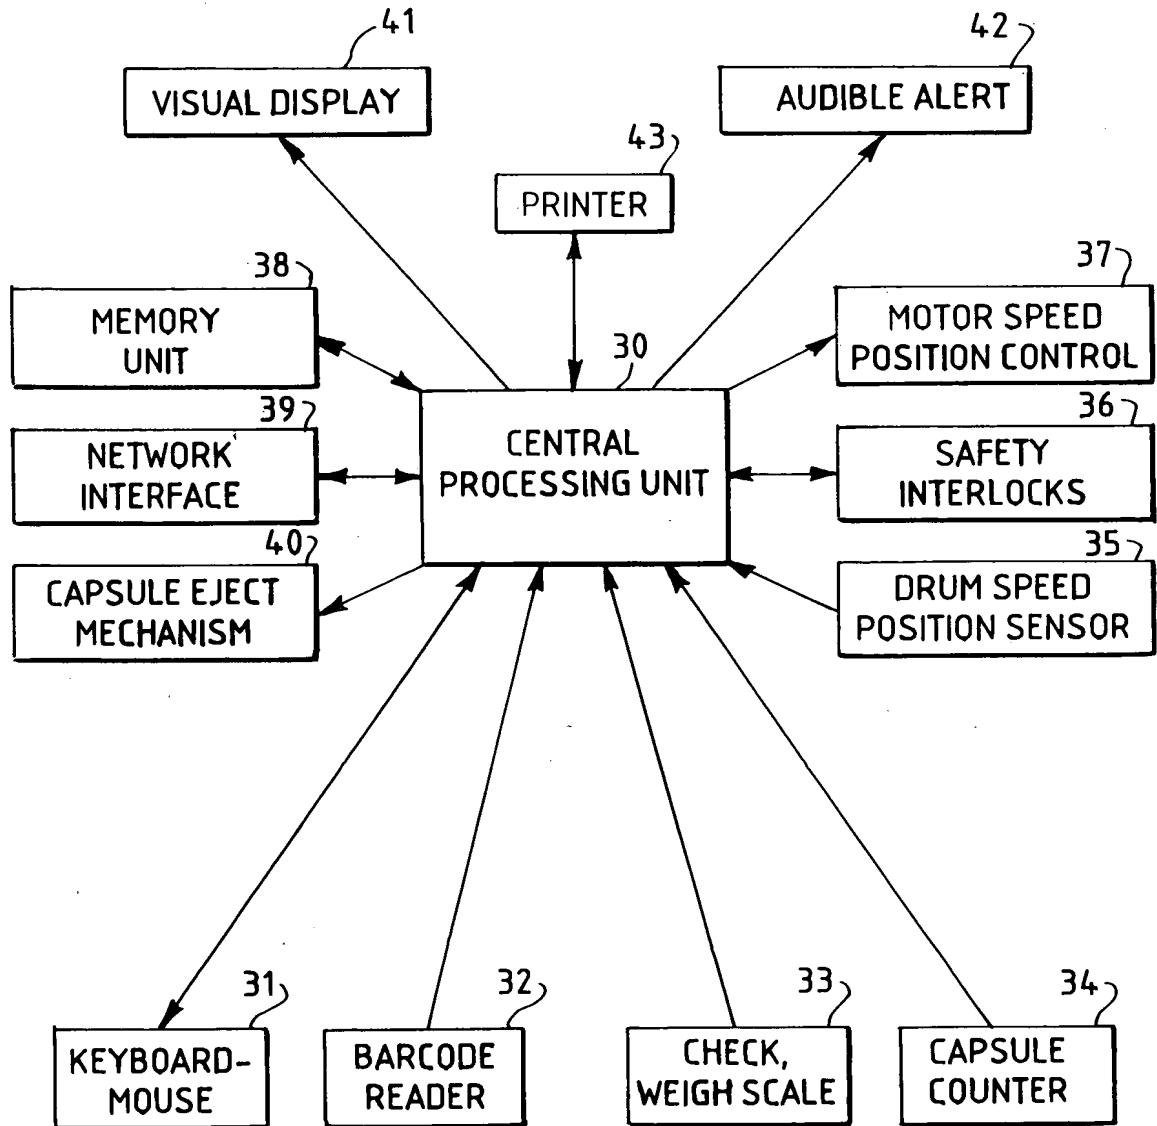 41
VISUAL DISPLAY
42
AUDIBLE ALERT
43
PRINTER
38
MEMORY
UNIT
37
MOTOR SPEED
POSITION CONTROL
30
CENTRAL
PROCESSING UNIT
39
NETWORK
INTERFACE
36
SAFETY
INTERLOCKS
40
CAPSULE EJECT
MECHANISM
35
DRUM SPEED
POSITION SENSOR
31
KEYBOARD-
MOUSE
32
BARCODE
READER
33
CHECK,
WEIGH SCALE
34
CAPSULE
COUNTER